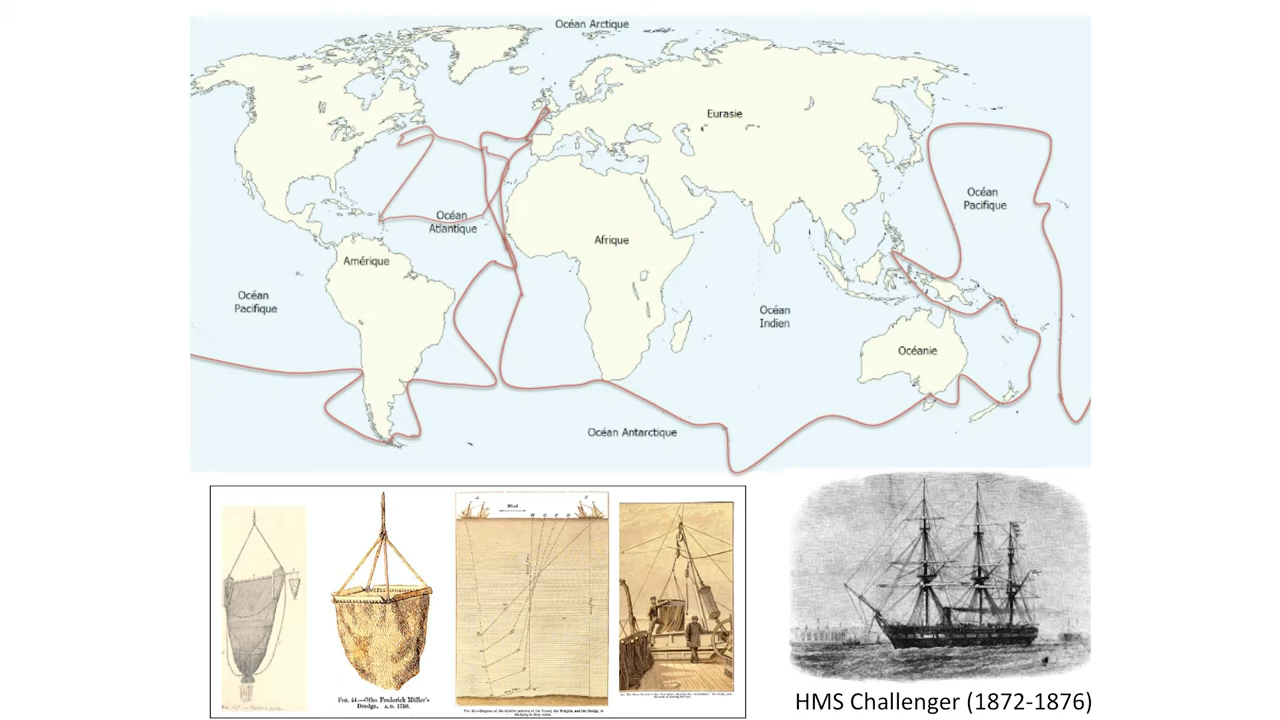 Océan Arctique
Eurasie
Océan
Pacifique
Océan
Atlantique
Afrique
Amérique
Océan
Pacifique
Océan
Indien
Océanie
Océan Antarctique
Wind
FIG. 44.—Otho Frederick Müller's
Dredge. A.D. 1750.
HMS Challenger (1872-1876)